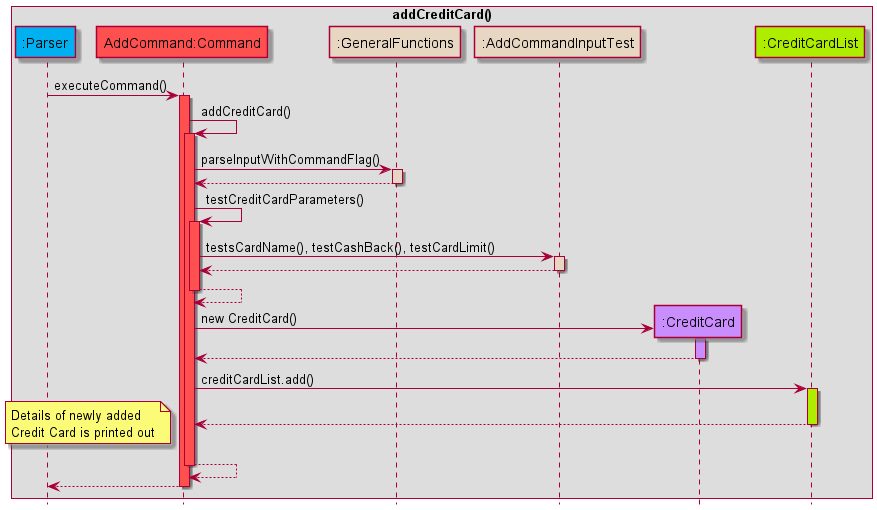 addCreditCard()
:Parser
AddCommand:Command
:GeneralFunctions
:AddCommandInputTest
:CreditCardList
executeCommand()
addCreditCard()
parseInputWithCommandFlag()
testCreditCardParameters()
testsCardName(), testCashBack(), testCardLimit()
new CreditCard()
:CreditCard
creditCardList.add()
Details of newly added
Credit Card is printed out